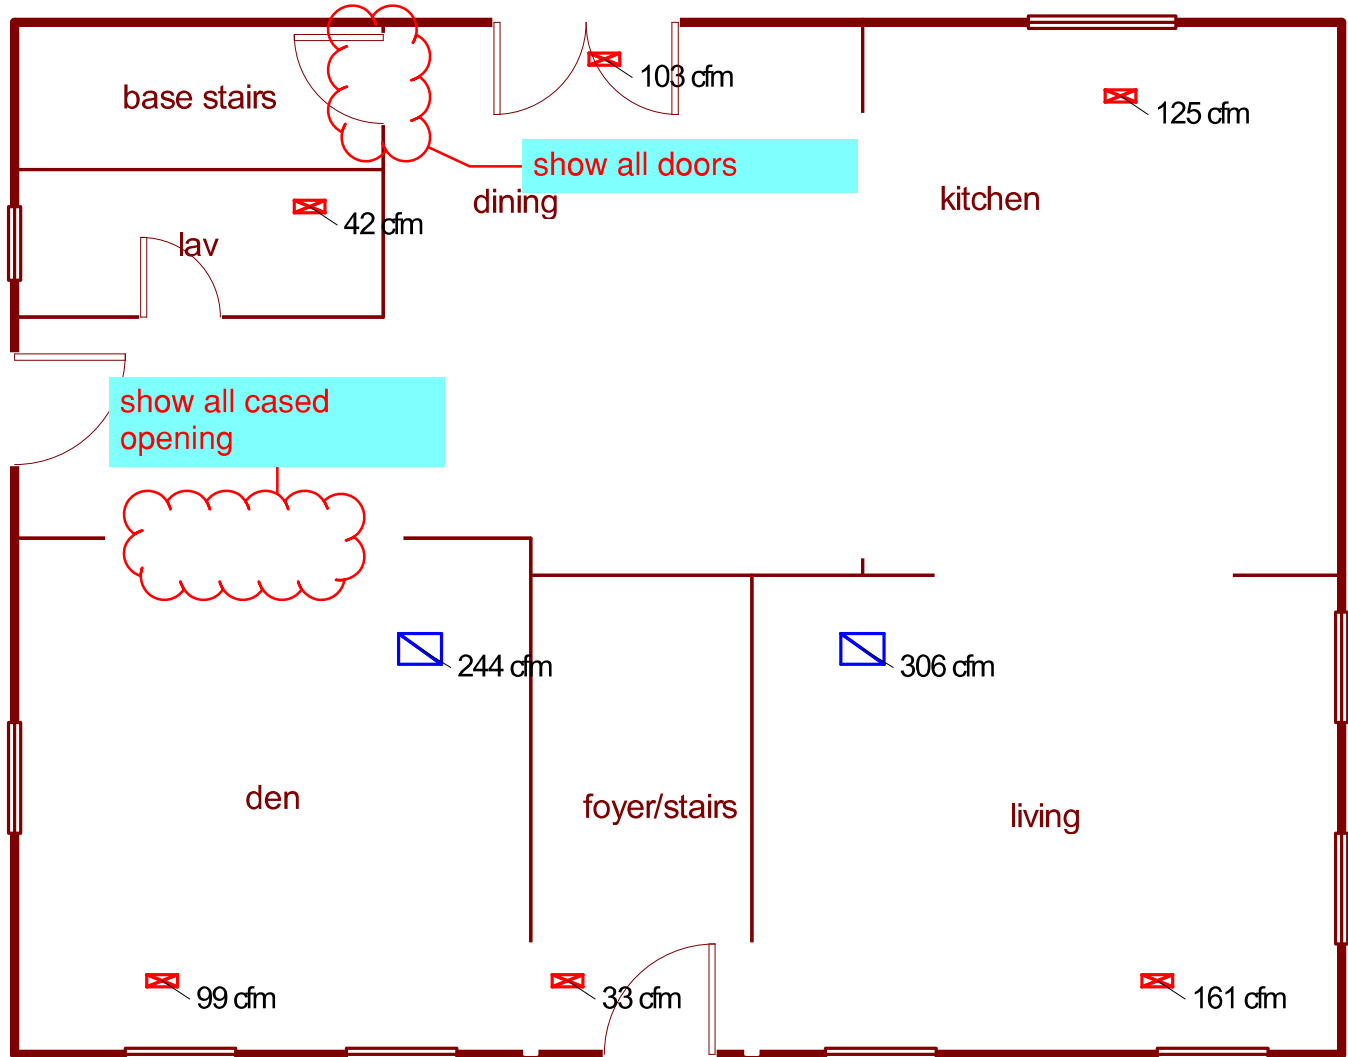 103 cfm
base stairs
125 cfm
show all doors
dining
kitchen
42 cfm
lav
show all cased
opening
244 cfm
306 cfm
den
foyer/stairs
living
99 cfm
33 cfm
161 cfm